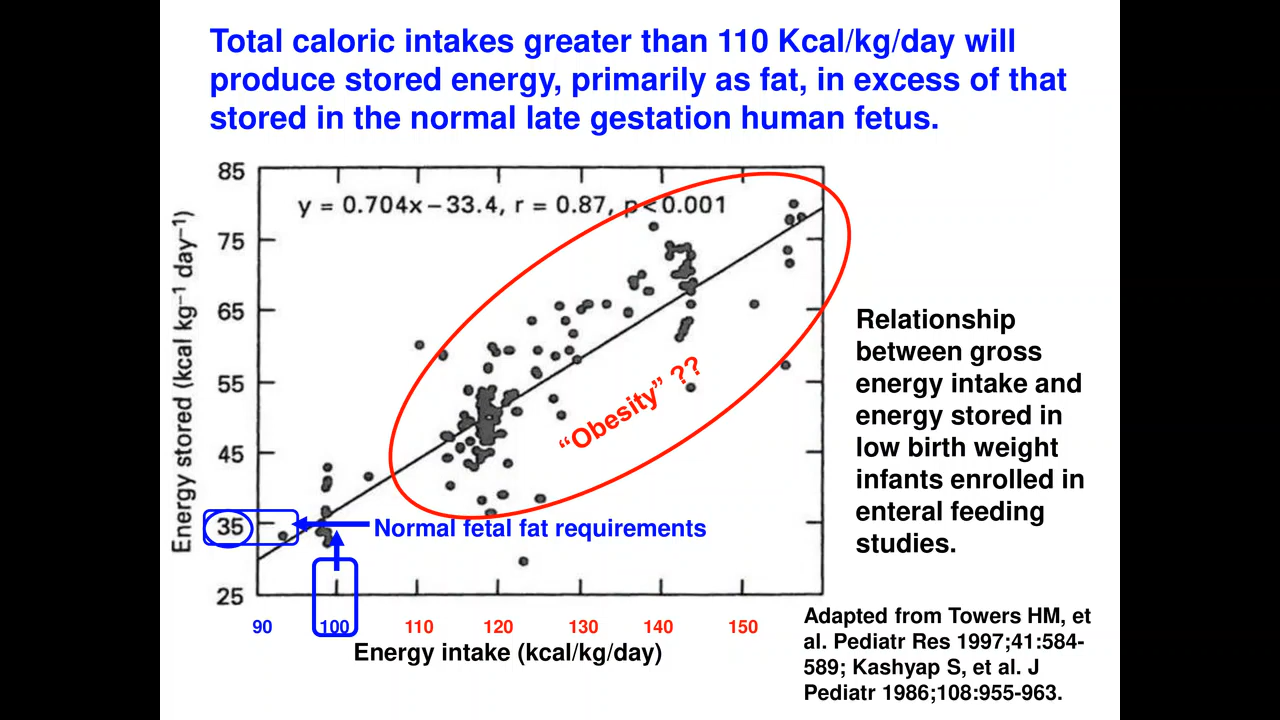 Total caloric intakes greater than 110 Kcal/kg/day will
produce stored energy, primarily as fat, in excess of that
stored in the normal late gestation human fetus.
85
y = 0.704x−33.4, r = 0.87, p<0.001
75
65
55
45
35
25
Energy stored (kcal kg⁻¹ day⁻¹)
"Obesity" ??
Normal fetal fat requirements
90 100 110 120 130 140 150
Energy intake (kcal/kg/day)
Relationship
between gross
energy intake and
energy stored in
low birth weight
infants enrolled in
enteral feeding
studies.
Adapted from Towers HM, et
al. Pediatr Res 1997;41:584-
589; Kashyap S, et al. J
Pediatr 1986;108:955-963.